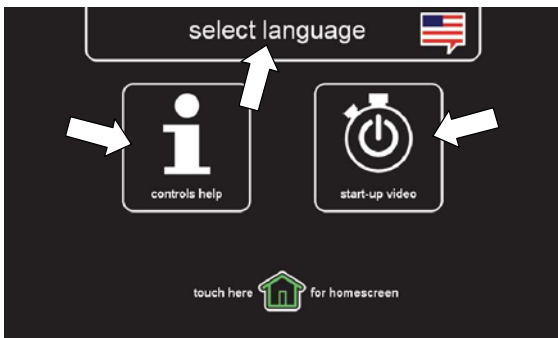 select language
controls help
start-up video
touch here for homescreen